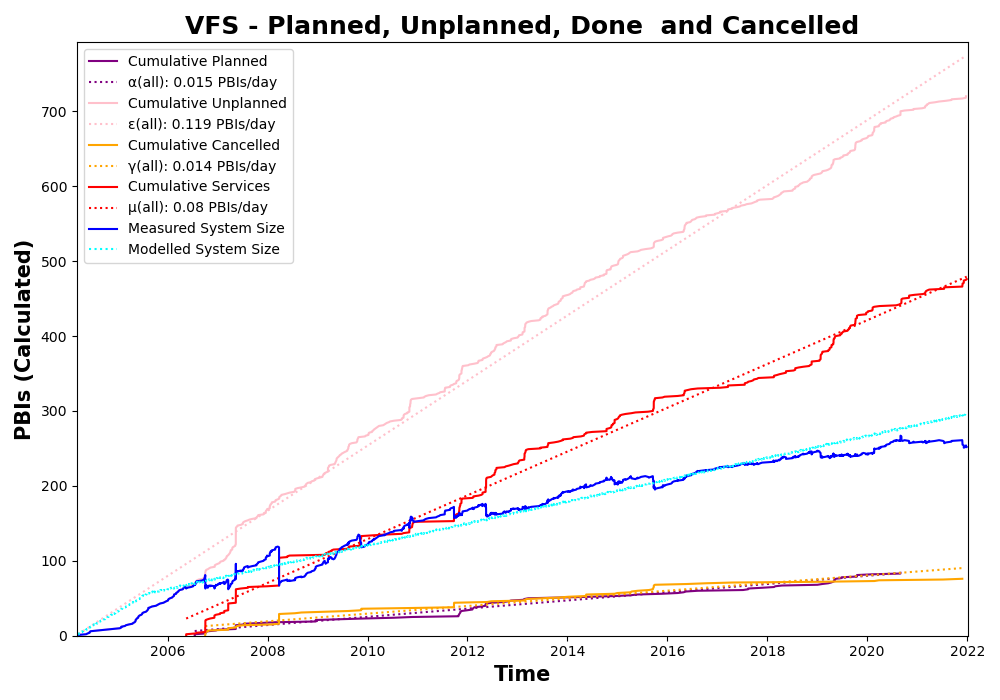 VFS - Planned, Unplanned, Done  and Cancelled
Cumulative Planned
α(all): 0.015 PBIs/day
Cumulative Unplanned
ε(all): 0.119 PBIs/day
Cumulative Cancelled
γ(all): 0.014 PBIs/day
Cumulative Services
μ(all): 0.08 PBIs/day
Measured System Size
Modelled System Size
PBIs (Calculated)
700
600
500
400
300
200
100
0
2006 2008 2010 2012 2014 2016 2018 2020 2022
Time